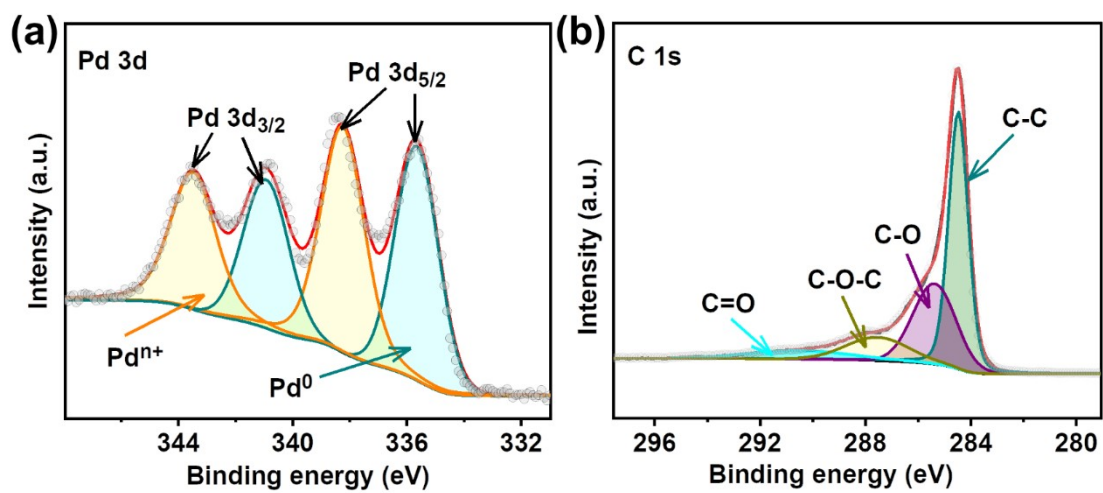 (a)
Pd 3d
Pd 3d5/2
Pd 3d3/2
Pdn+
Pd0
Intensity (a.u.)
344
340
336
332
Binding energy (eV)
(b)
C 1s
C-C
C-O
C-O-C
C=O
Intensity (a.u.)
296
292
288
284
280
Binding energy (eV)